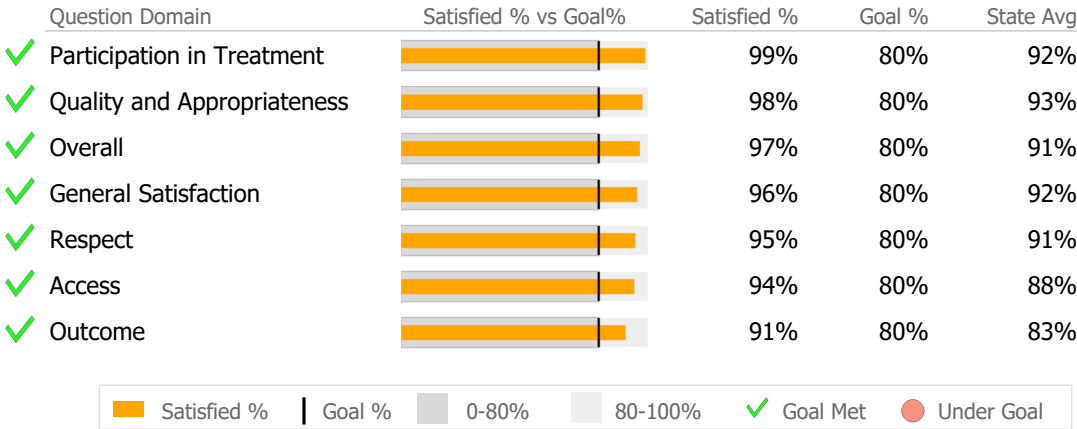 Question Domain Satisfied % vs Goal% Satisfied % Goal % State Avg
Participation in Treatment 99% 80% 92%
Quality and Appropriateness 98% 80% 93%
Overall 97% 80% 91%
General Satisfaction 96% 80% 92%
Respect 95% 80% 91%
Access 94% 80% 88%
Outcome 91% 80% 83%
Satisfied % Goal % 0-80% 80-100% Goal Met Under Goal